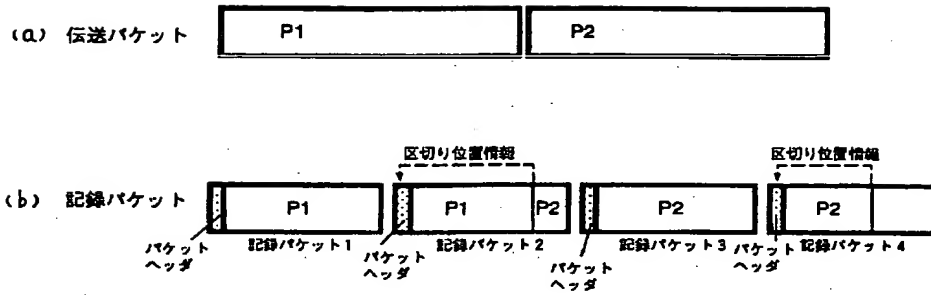 (a) 伝送パケット
P1
P2
(b) 記録パケット
区切り位置情報
区切り位置情報
P1
P1
P2
P2
P2
記録パケット1
記録パケット2
記録パケット3
記録パケット4
パケット
ヘッダ
パケット
ヘッダ
パケット
ヘッダ
パケット
ヘッダ